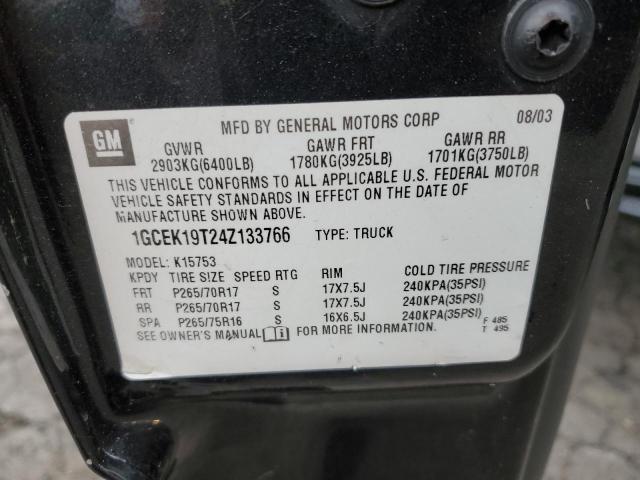 MFD BY GENERAL MOTORS CORP 08/03
GM
GVWR GAWR FRT GAWR RR
2903KG(6400LB) 1780KG(3925LB) 1701KG(3750LB)
THIS VEHICLE CONFORMS TO ALL APPLICABLE U.S. FEDERAL MOTOR
VEHICLE SAFETY STANDARDS IN EFFECT ON THE DATE OF
MANUFACTURE SHOWN ABOVE.
1GCEK19T24Z133766 TYPE: TRUCK
MODEL: K15753
KPDY TIRE SIZE SPEED RTG RIM COLD TIRE PRESSURE
FRT P265/70R17 S 17X7.5J 240KPA(35PSI)
RR P265/70R17 S 17X7.5J 240KPA(35PSI)
SPA P265/75R16 S 16X6.5J 240KPA(35PSI) F 485
SEE OWNER'S MANUAL FOR MORE INFORMATION. T 495